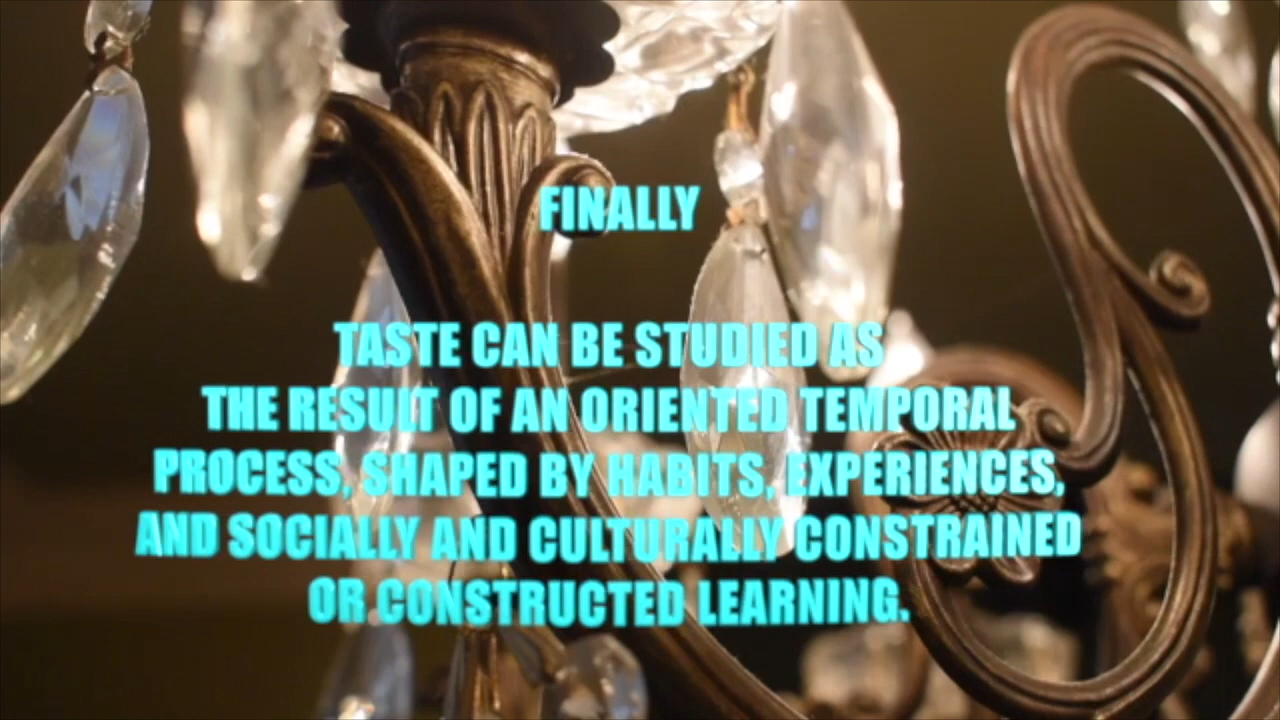 FINALLY
TASTE CAN BE STUDIED AS
THE RESULT OF AN ORIENTED TEMPORAL
PROCESS, SHAPED BY HABITS, EXPERIENCES,
AND SOCIALLY AND CULTURALLY CONSTRAINED
OR CONSTRUCTED LEARNING.